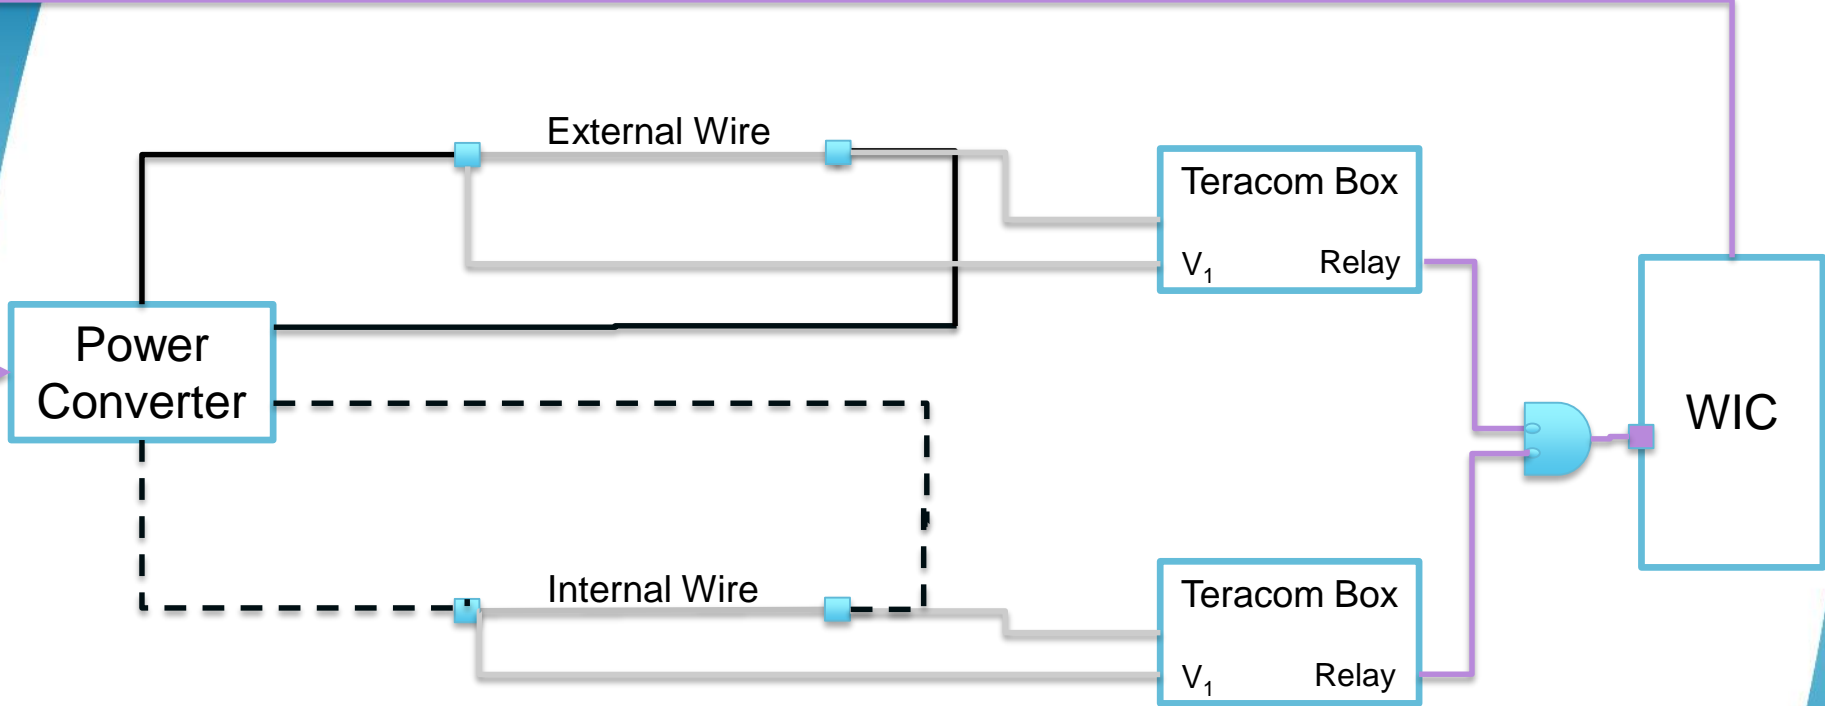 External Wire
Teracom Box
V₁ Relay
Power
Converter
WIC
Internal Wire
Teracom Box
V₁ Relay